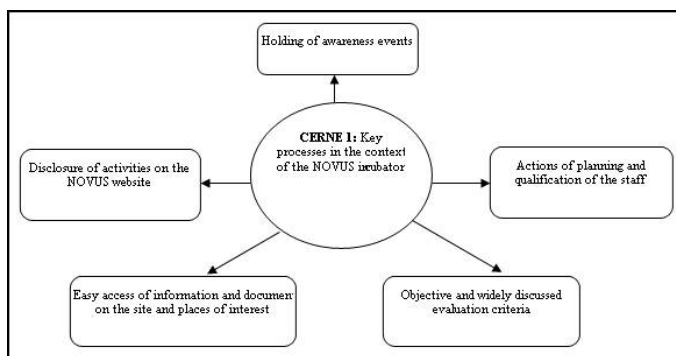 Holding of awareness events
CERNE 1: Key
processes in the context
of the NOVUS incubator
Disclosure of activities on the
NOVUS website
Actions of planning and
qualification of the staff
Easy access of information and documen
on the site and places of interest
Objective and widely discussed
evaluation criteria